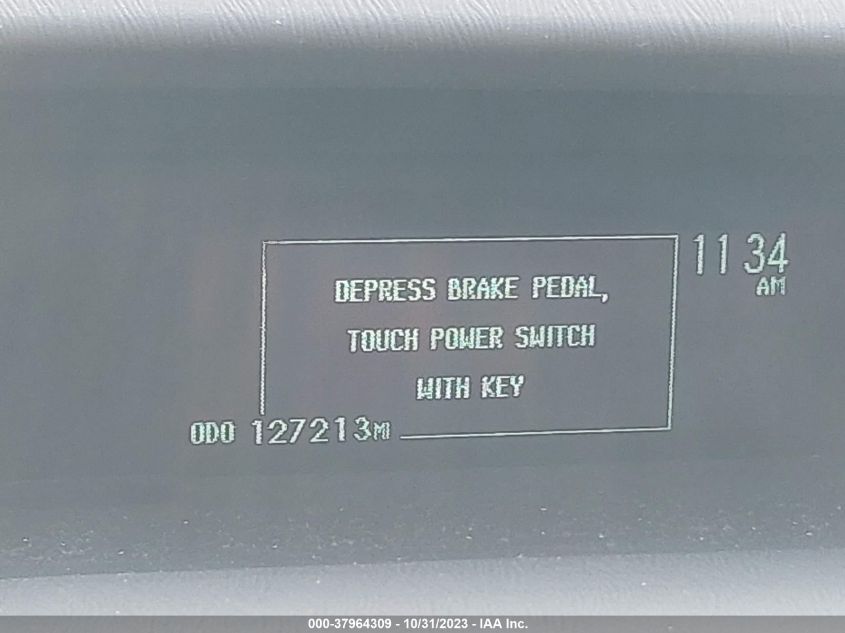 11 34
AM
DEPRESS BRAKE PEDAL,
TOUCH POWER SWITCH
WITH KEY
ODO 127213MI
000-37964309 - 10/31/2023 - IAA Inc.